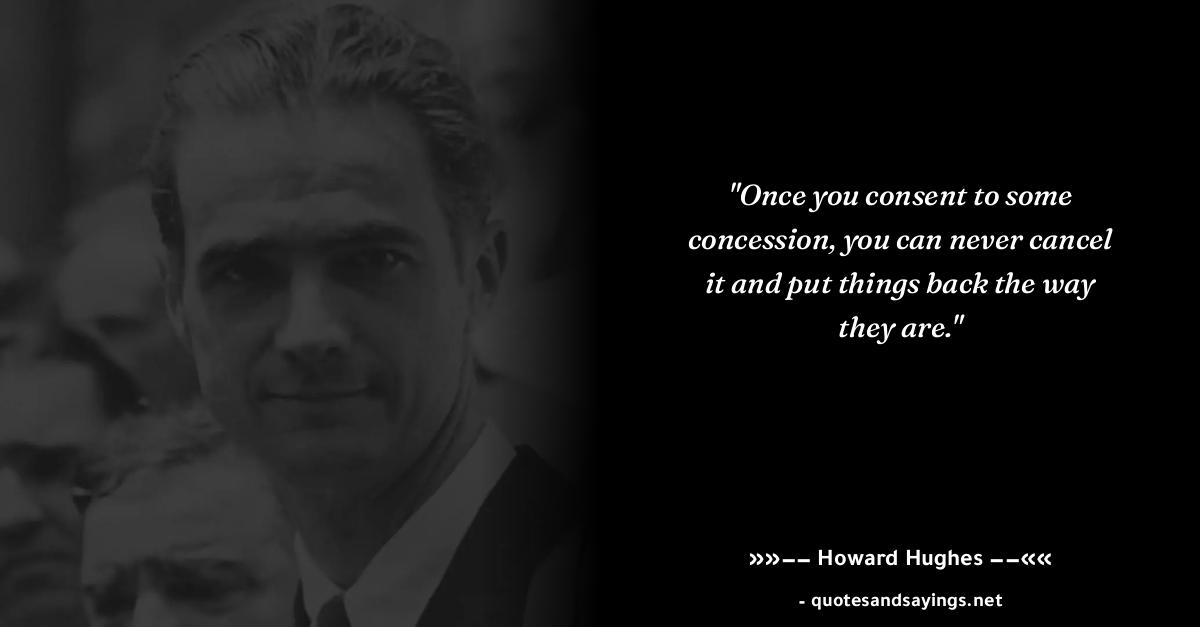 "Once you consent to some
concession, you can never cancel
it and put things back the way
they are."
»»-- Howard Hughes --««
- quotesandsayings.net